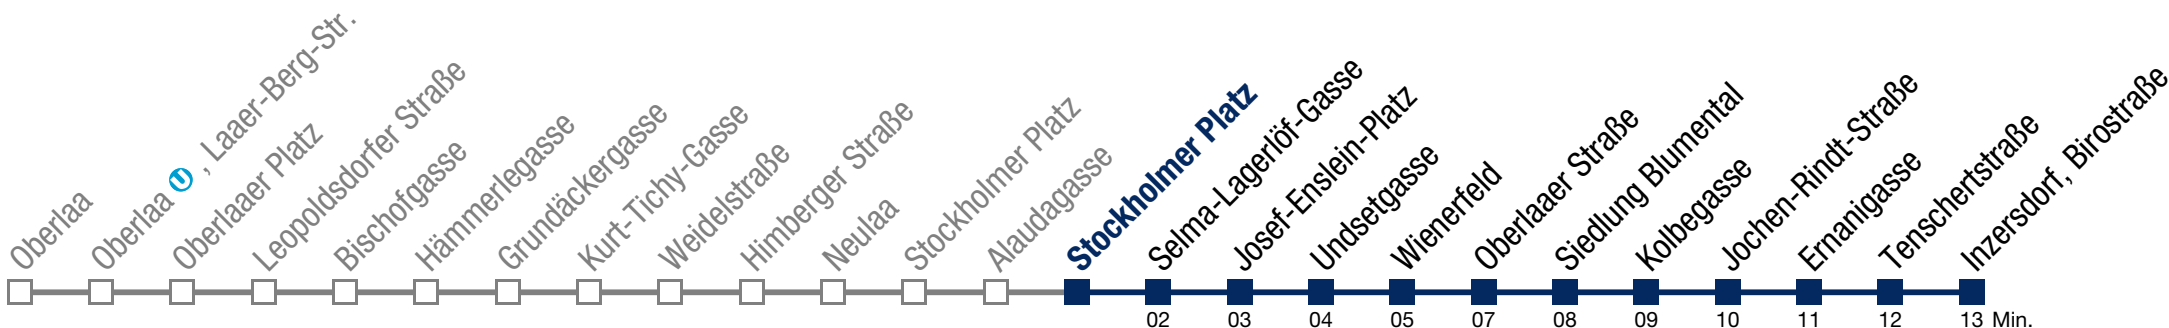 Oberlaa
Oberlaa U, Laaer-Berg-Str.
Oberlaaer Platz
Leopoldsdorfer Straße
Bischofgasse
Hämmerlegasse
Grundäckergasse
Kurt-Tichy-Gasse
Weidelstraße
Himberger Straße
Neulaa
Stockholmer Platz
Alaudagasse
Stockholmer Platz
Selma-Lagerlöf-Gasse
Josef-Enslein-Platz
Undsetgasse
Wienerfeld
Oberlaaer Straße
Siedlung Blumental
Kolbegasse
Jochen-Rindt-Straße
Ernanigasse
Tenschertstraße
Inzersdorf, Birostraße
02 03 04 05 07 08 09 10 11 12 13 Min.